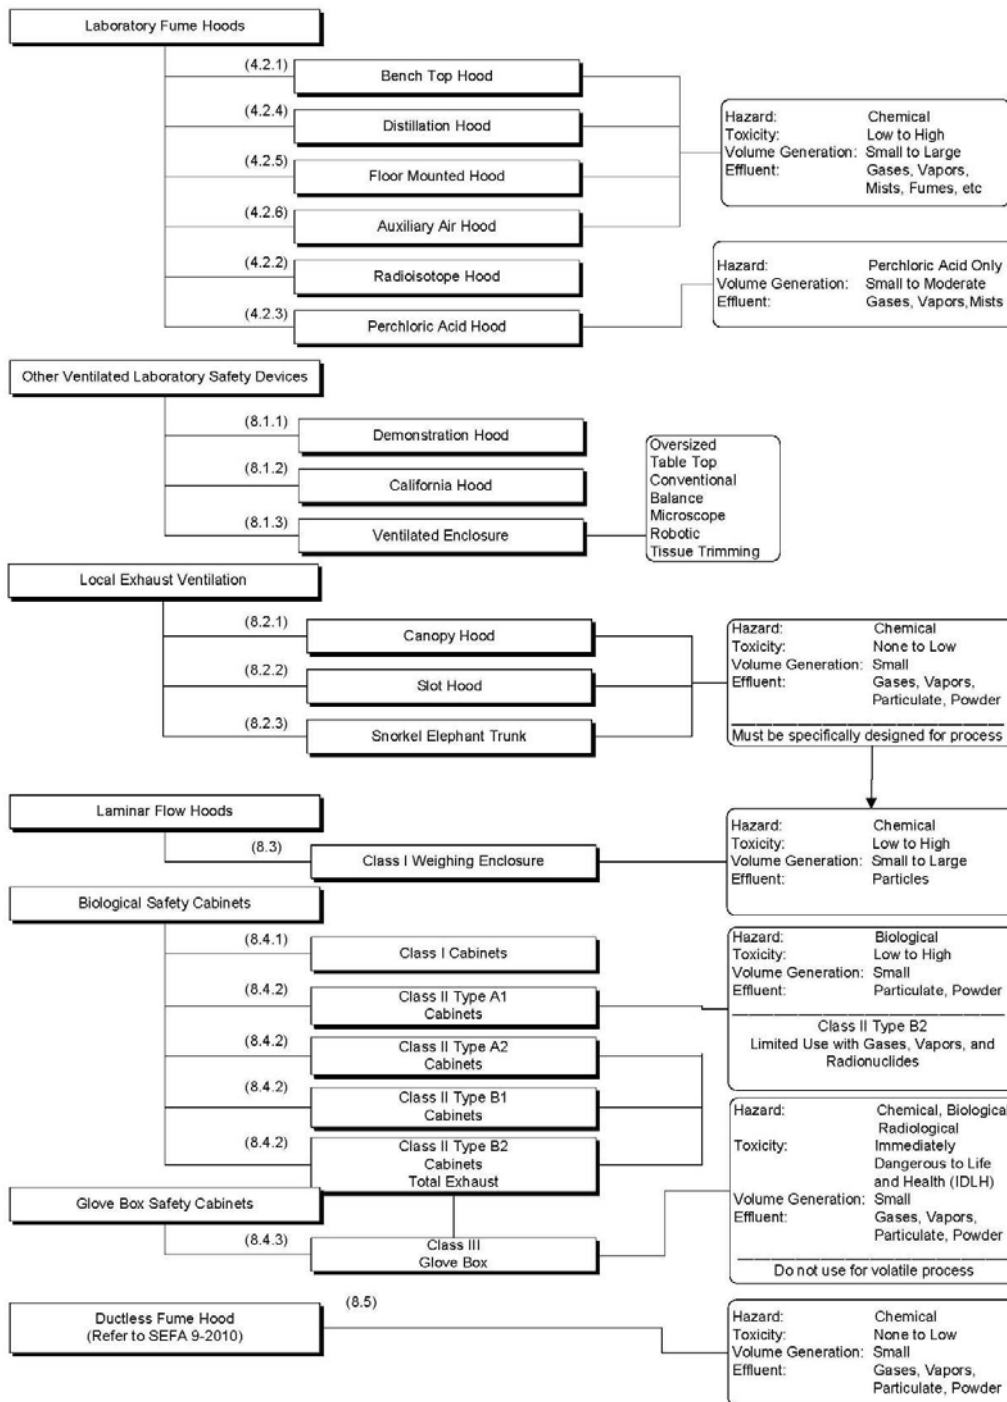 Laboratory Fume Hoods
(4.2.1)
Bench Top Hood
(4.2.4)
Distillation Hood
(4.2.5)
Floor Mounted Hood
(4.2.6)
Auxiliary Air Hood
(4.2.2)
Radioisotope Hood
(4.2.3)
Perchloric Acid Hood
Hazard: Chemical
Toxicity: Low to High
Volume Generation: Small to Large
Effluent: Gases, Vapors,
Mists, Fumes, etc
Hazard: Perchloric Acid Only
Volume Generation: Small to Moderate
Effluent: Gases, Vapors,Mists
Other Ventilated Laboratory Safety Devices
(8.1.1)
Demonstration Hood
(8.1.2)
California Hood
(8.1.3)
Ventilated Enclosure
Oversized
Table Top
Conventional
Balance
Microscope
Robotic
Tissue Trimming
Local Exhaust Ventilation
(8.2.1)
Canopy Hood
(8.2.2)
Slot Hood
(8.2.3)
Snorkel Elephant Trunk
Hazard: Chemical
Toxicity: None to Low
Volume Generation: Small
Effluent: Gases, Vapors,
Particulate, Powder
Must be specifically designed for process
Laminar Flow Hoods
(8.3)
Class I Weighing Enclosure
Hazard: Chemical
Toxicity: Low to High
Volume Generation: Small to Large
Effluent: Particles
Biological Safety Cabinets
(8.4.1)
Class I Cabinets
(8.4.2)
Class II Type A1
Cabinets
(8.4.2)
Class II Type A2
Cabinets
(8.4.2)
Class II Type B1
Cabinets
(8.4.2)
Class II Type B2
Cabinets
Total Exhaust
Hazard: Biological
Toxicity: Low to High
Volume Generation: Small
Effluent: Particulate, Powder
Class II Type B2
Limited Use with Gases, Vapors, and
Radionuclides
Glove Box Safety Cabinets
(8.4.3)
Class III
Glove Box
Hazard: Chemical, Biological
Radiological
Toxicity: Immediately
Dangerous to Life
and Health (IDLH)
Volume Generation: Small
Effluent: Gases, Vapors,
Particulate, Powder
Do not use for volatile process
Ductless Fume Hood
(Refer to SEFA 9-2010)
(8.5)
Hazard: Chemical
Toxicity: None to Low
Volume Generation: Small
Effluent: Gases, Vapors,
Particulate, Powder